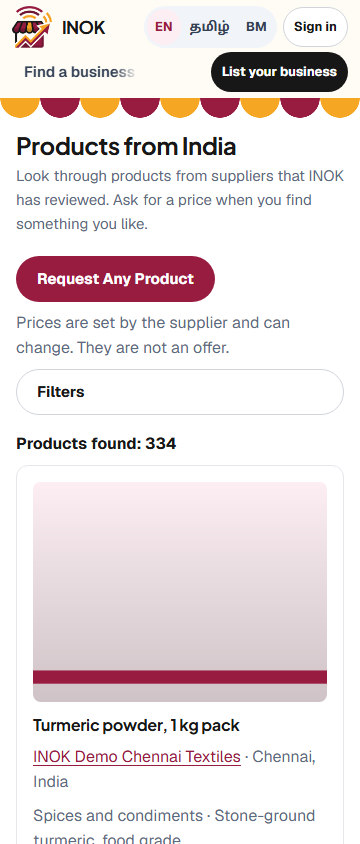 INOK
EN தமிழ் BM
Sign in
Find a business
List your business
Products from India
Look through products from suppliers that INOK
has reviewed. Ask for a price when you find
something you like.
Request Any Product
Prices are set by the supplier and can
change. They are not an offer.
Filters
Products found: 334
Turmeric powder, 1 kg pack
INOK Demo Chennai Textiles · Chennai,
India
Spices and condiments · Stone-ground
turmeric, food grade